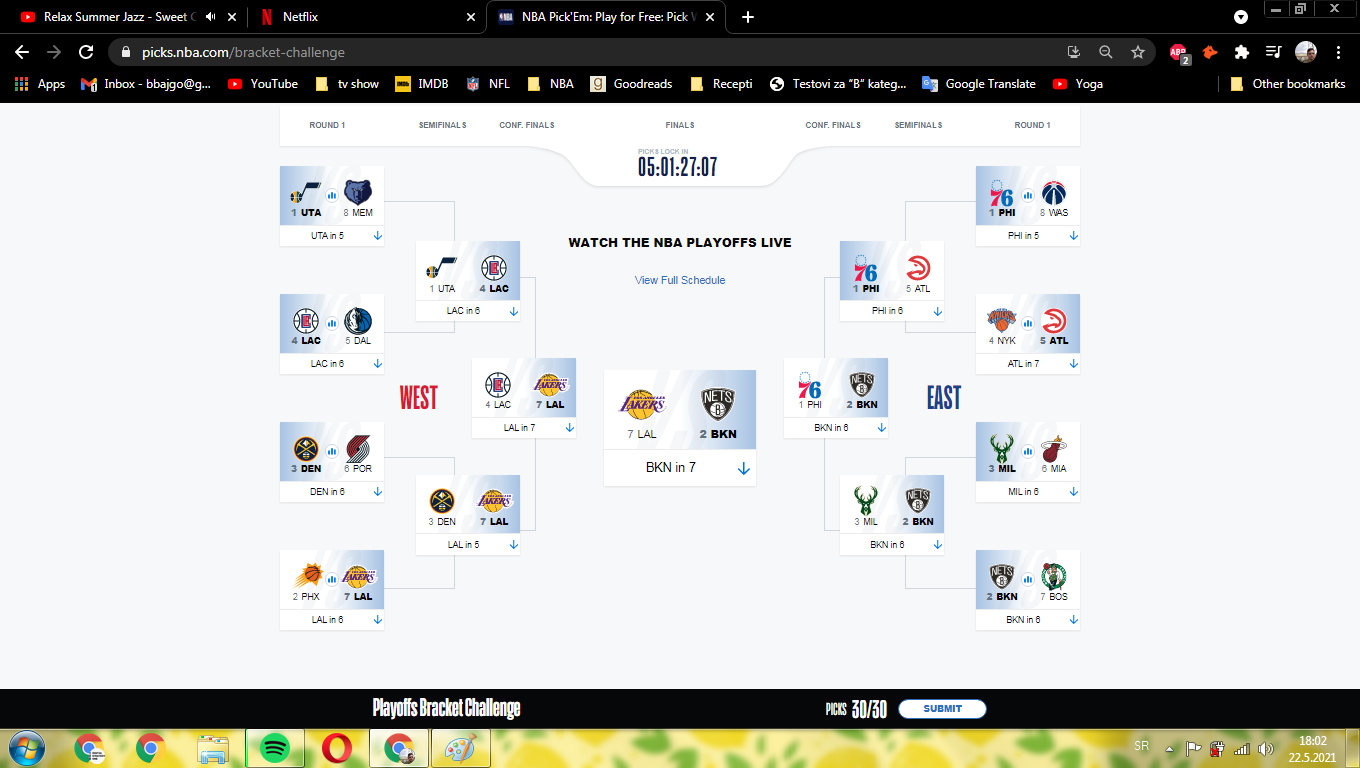 Relax Summer Jazz - Sweet C
Netflix
NBA Pick'Em: Play for Free: Pick W
picks.nba.com/bracket-challenge
ABP 2
Apps
Inbox - bbajgo@g...
YouTube
tv show
IMDB
NFL
NBA
Goodreads
Recepti
Testovi za “B” kateg...
Google Translate
Yoga
Other bookmarks
ROUND 1 SEMIFINALS CONF. FINALS FINALS CONF. FINALS SEMIFINALS ROUND 1
PICKS LOCK IN
05:01:27:07
WATCH THE NBA PLAYOFFS LIVE
View Full Schedule
1 UTA 8 MEM
UTA in 5
4 LAC 5 DAL
LAC in 6
3 DEN 6 POR
DEN in 6
2 PHX 7 LAL
LAL in 6
1 UTA 4 LAC
LAC in 6
3 DEN 7 LAL
LAL in 5
WEST
4 LAC 7 LAL
LAL in 7
7 LAL 2 BKN
BKN in 7
1 PHI 2 BKN
BKN in 6
EAST
1 PHI 5 ATL
PHI in 6
3 MIL 2 BKN
BKN in 6
1 PHI 8 WAS
PHI in 5
4 NYK 5 ATL
ATL in 7
3 MIL 6 MIA
MIL in 6
2 BKN 7 BOS
BKN in 6
Playoffs Bracket Challenge
PICKS 30/30
SUBMIT
SR
18:02
22.5.2021